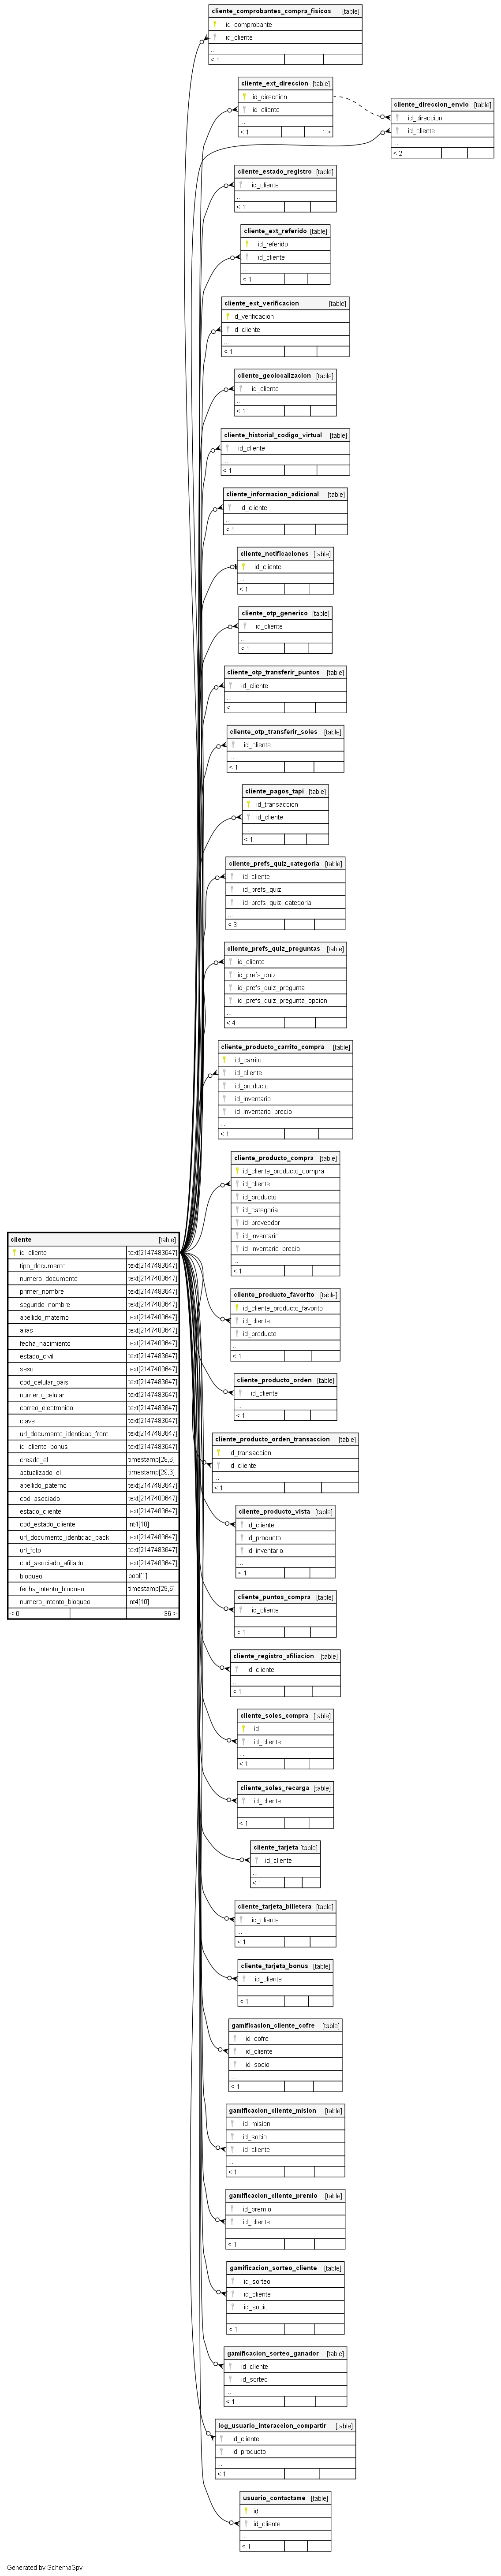 cliente_comprobantes_compra_fisicos [table]
id_comprobante
id_cliente
...
< 1
cliente_ext_direccion [table]
id_direccion
id_cliente
...
< 1 1 >
cliente_direccion_envio [table]
id_direccion
id_cliente
...
< 2
cliente_estado_registro [table]
id_cliente
...
< 1
cliente_ext_referido [table]
id_referido
id_cliente
...
< 1
cliente_ext_verificacion [table]
id_verificacion
id_cliente
...
< 1
cliente_geolocalizacion [table]
id_cliente
...
< 1
cliente_historial_codigo_virtual [table]
id_cliente
...
< 1
cliente_informacion_adicional [table]
id_cliente
...
< 1
cliente_notificaciones [table]
id_cliente
...
< 1
cliente_otp_generico [table]
id_cliente
...
< 1
cliente_otp_transferir_puntos [table]
id_cliente
...
< 1
cliente_otp_transferir_soles [table]
id_cliente
...
< 1
cliente_pagos_tapi [table]
id_transaccion
id_cliente
...
< 1
cliente_prefs_quiz_categoria [table]
id_cliente
id_prefs_quiz
id_prefs_quiz_categoria
...
< 3
cliente_prefs_quiz_preguntas [table]
id_cliente
id_prefs_quiz
id_prefs_quiz_pregunta
id_prefs_quiz_pregunta_opcion
...
< 4
cliente_producto_carrito_compra [table]
id_carrito
id_cliente
id_producto
id_inventario
id_inventario_precio
...
< 1
cliente_producto_compra [table]
id_cliente_producto_compra
id_cliente
id_producto
id_categoria
id_proveedor
id_inventario
id_inventario_precio
...
< 1
cliente [table]
id_cliente text[2147483647]
tipo_documento text[2147483647]
numero_documento text[2147483647]
primer_nombre text[2147483647]
segundo_nombre text[2147483647]
apellido_materno text[2147483647]
alias text[2147483647]
fecha_nacimiento text[2147483647]
estado_civil text[2147483647]
sexo text[2147483647]
cod_celular_pais text[2147483647]
numero_celular text[2147483647]
correo_electronico text[2147483647]
clave text[2147483647]
url_documento_identidad_front text[2147483647]
id_cliente_bonus text[2147483647]
creado_el timestamp[29,6]
actualizado_el timestamp[29,6]
apellido_paterno text[2147483647]
cod_asociado text[2147483647]
estado_cliente text[2147483647]
cod_estado_cliente int4[10]
url_documento_identidad_back text[2147483647]
url_foto text[2147483647]
cod_asociado_afiliado text[2147483647]
bloqueo bool[1]
fecha_intento_bloqueo timestamp[29,6]
numero_intento_bloqueo int4[10]
< 0 36 >
cliente_producto_favorito [table]
id_cliente_producto_favorito
id_cliente
id_producto
...
< 1
cliente_producto_orden [table]
id_cliente
...
< 1
cliente_producto_orden_transaccion [table]
id_transaccion
id_cliente
...
< 1
cliente_producto_vista [table]
id_cliente
id_producto
id_inventario
...
< 1
cliente_puntos_compra [table]
id_cliente
...
< 1
cliente_registro_afiliacion [table]
id_cliente
...
< 1
cliente_soles_compra [table]
id
id_cliente
...
< 1
cliente_soles_recarga [table]
id_cliente
...
< 1
cliente_tarjeta [table]
id_cliente
...
< 1
cliente_tarjeta_billetera [table]
id_cliente
...
< 1
cliente_tarjeta_bonus [table]
id_cliente
...
< 1
gamificacion_cliente_cofre [table]
id_cofre
id_cliente
id_socio
...
< 1
gamificacion_cliente_mision [table]
id_mision
id_socio
id_cliente
...
< 1
gamificacion_cliente_premio [table]
id_premio
id_cliente
...
< 1
gamificacion_sorteo_cliente [table]
id_sorteo
id_cliente
id_socio
...
< 1
gamificacion_sorteo_ganador [table]
id_cliente
id_sorteo
...
< 1
log_usuario_interaccion_compartir [table]
id_cliente
id_producto
...
< 1
usuario_contactame [table]
id
id_cliente
...
< 1
Generated by SchemaSpy